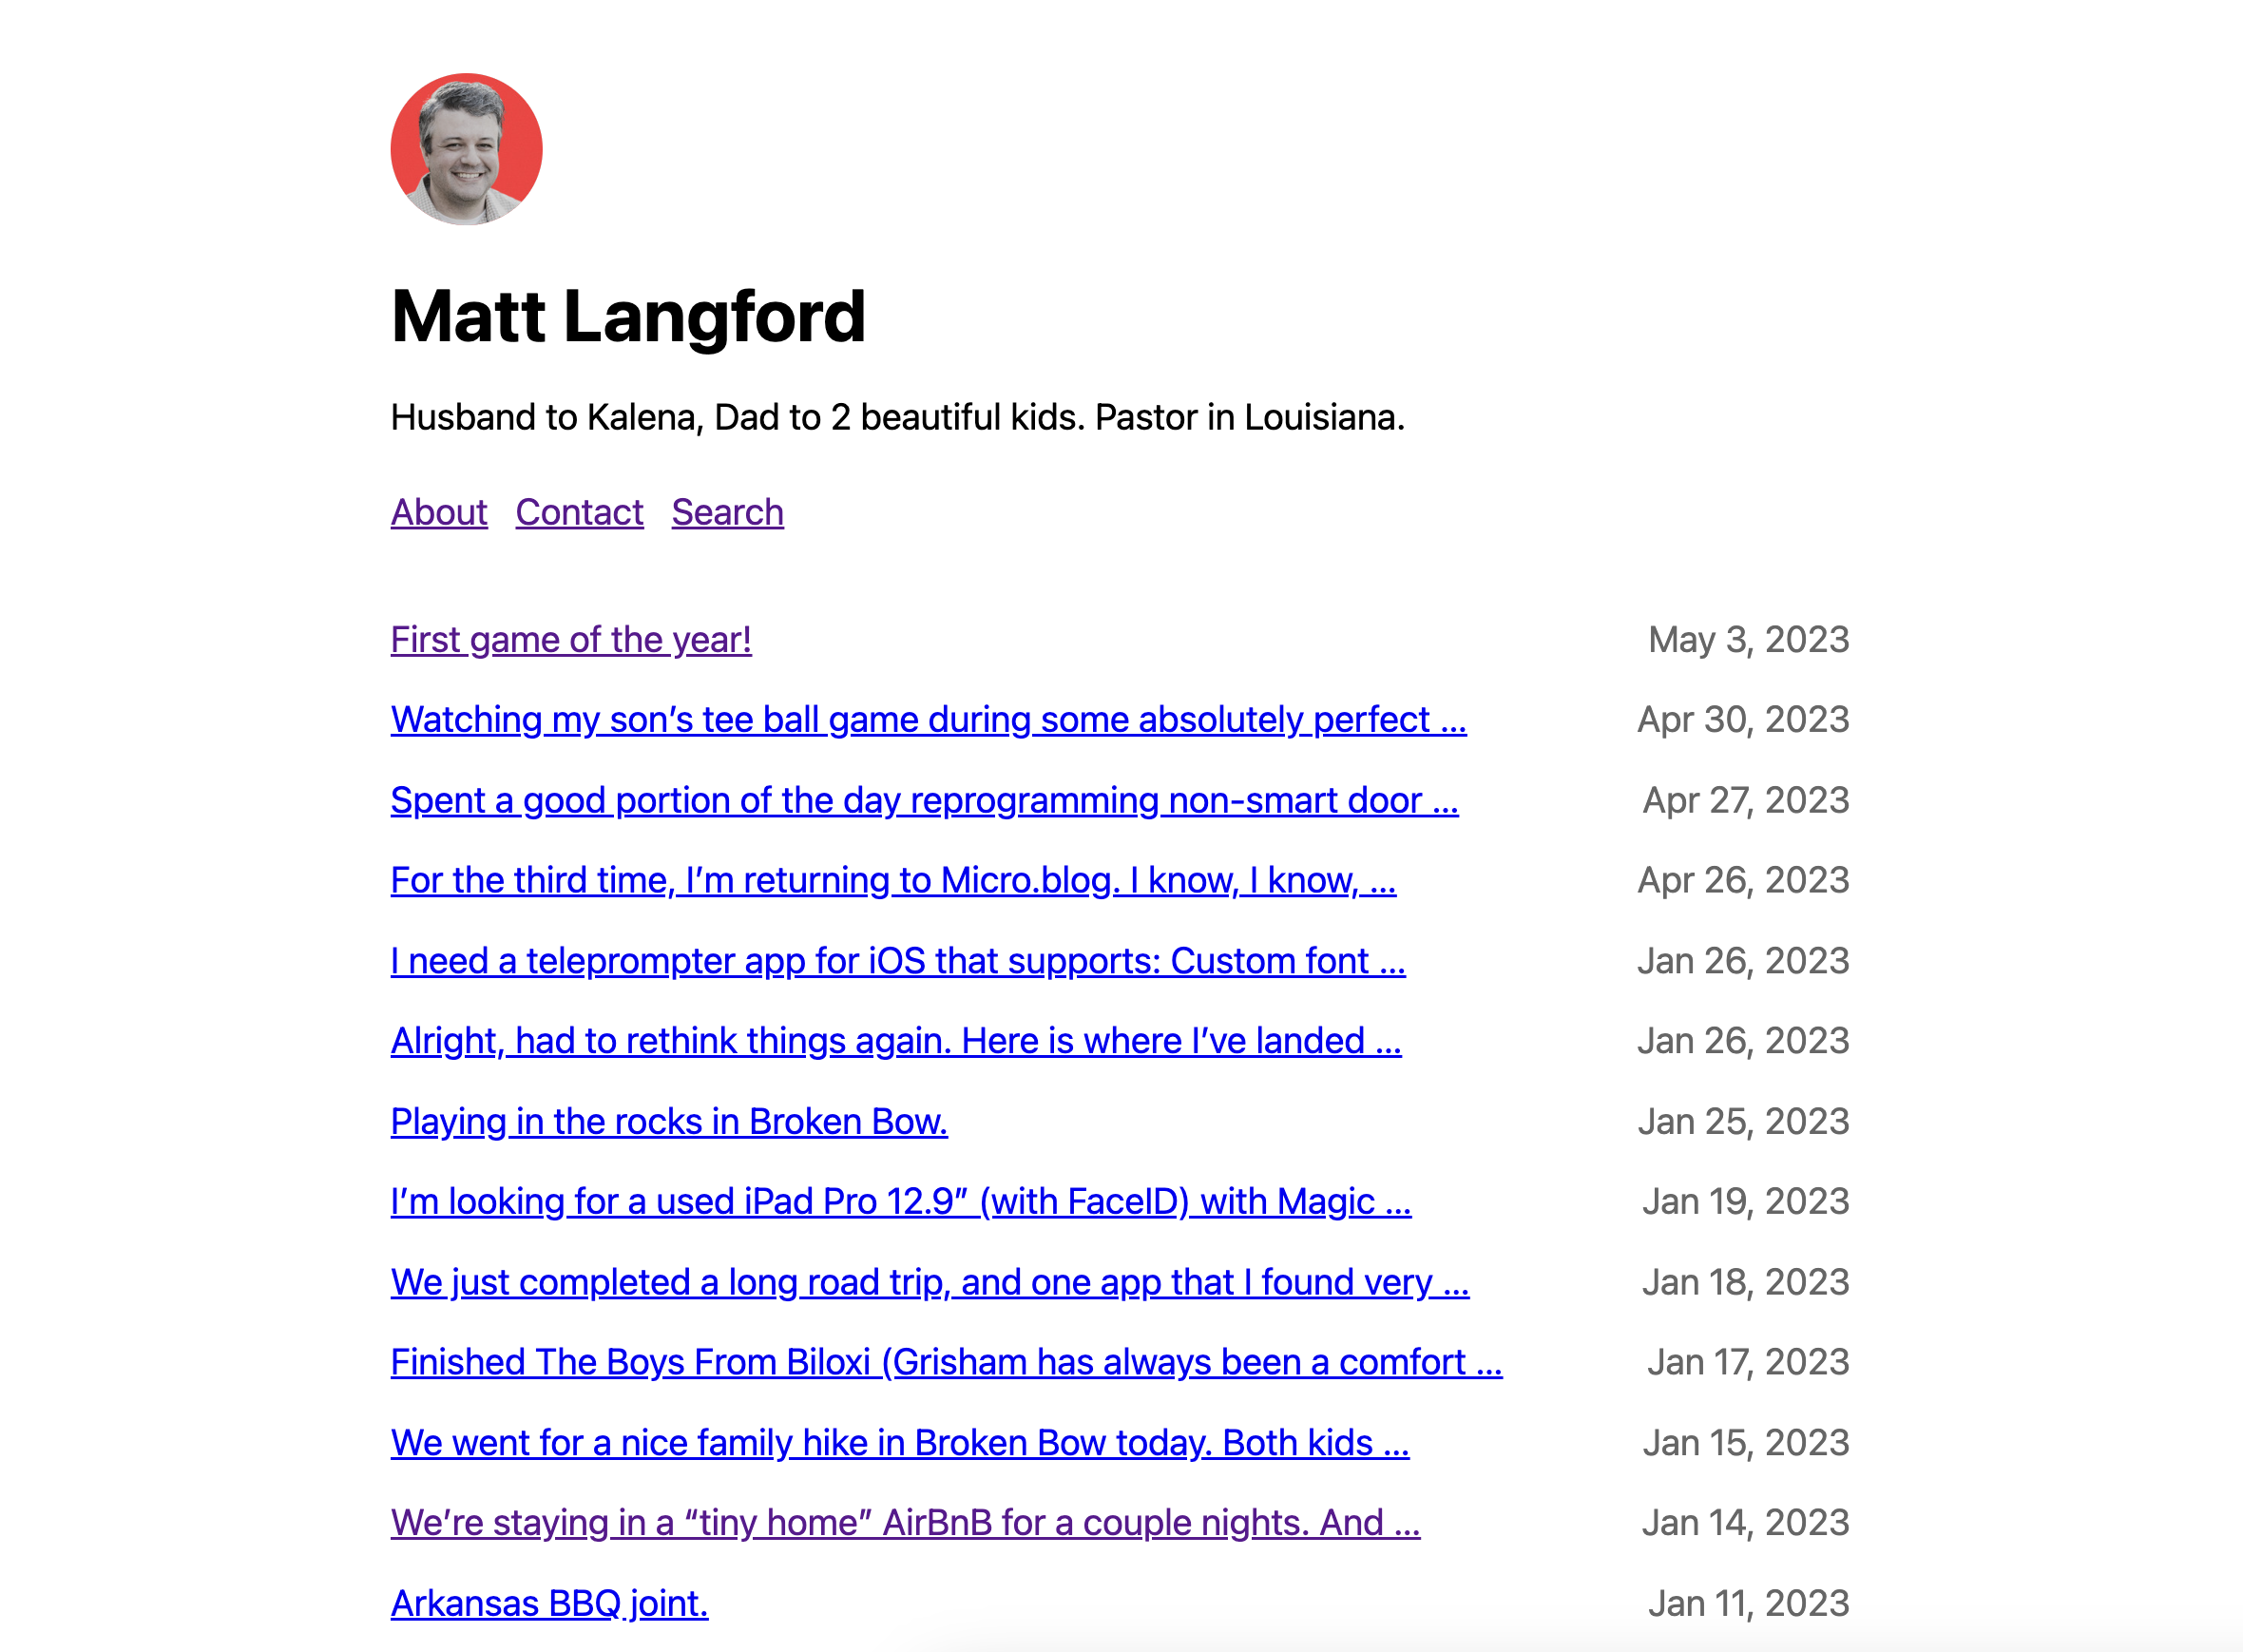 Matt Langford
Husband to Kalena, Dad to 2 beautiful kids. Pastor in Louisiana.
About Contact Search
First game of the year! May 3, 2023
Watching my son’s tee ball game during some absolutely perfect ... Apr 30, 2023
Spent a good portion of the day reprogramming non-smart door ... Apr 27, 2023
For the third time, I’m returning to Micro.blog. I know, I know, ... Apr 26, 2023
I need a teleprompter app for iOS that supports: Custom font ... Jan 26, 2023
Alright, had to rethink things again. Here is where I’ve landed ... Jan 26, 2023
Playing in the rocks in Broken Bow. Jan 25, 2023
I’m looking for a used iPad Pro 12.9” (with FaceID) with Magic ... Jan 19, 2023
We just completed a long road trip, and one app that I found very ... Jan 18, 2023
Finished The Boys From Biloxi (Grisham has always been a comfort ... Jan 17, 2023
We went for a nice family hike in Broken Bow today. Both kids ... Jan 15, 2023
We’re staying in a “tiny home” AirBnB for a couple nights. And ... Jan 14, 2023
Arkansas BBQ joint. Jan 11, 2023